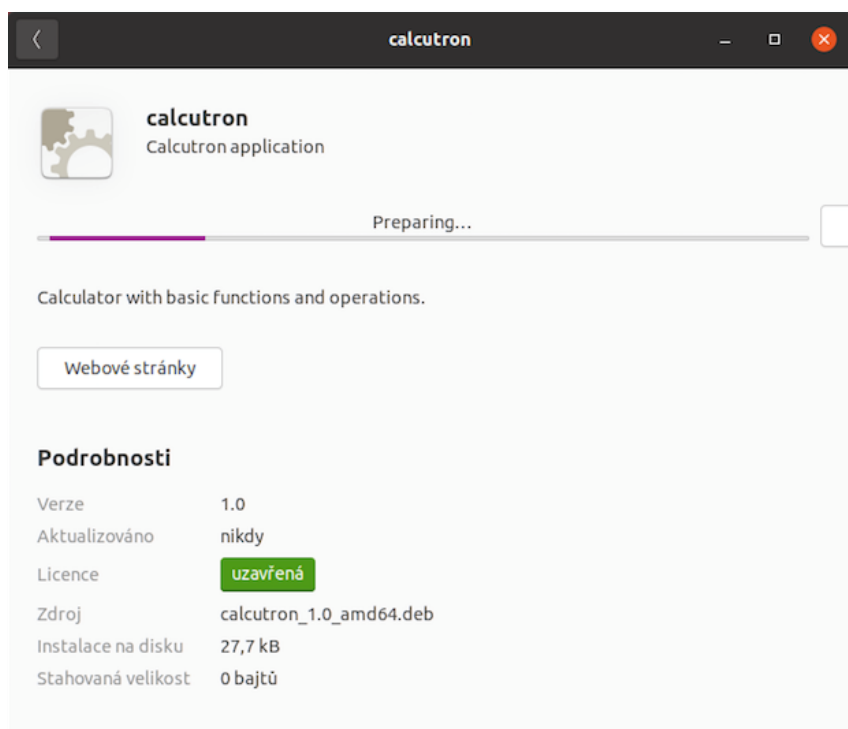 calcutron
calcutron
Calcutron application
Preparing...
Calculator with basic functions and operations.
Webové stránky
Podrobnosti
Verze 1.0
Aktualizováno nikdy
Licence uzavřená
Zdroj calcutron_1.0_amd64.deb
Instalace na disku 27,7 kB
Stahovaná velikost 0 bajtů